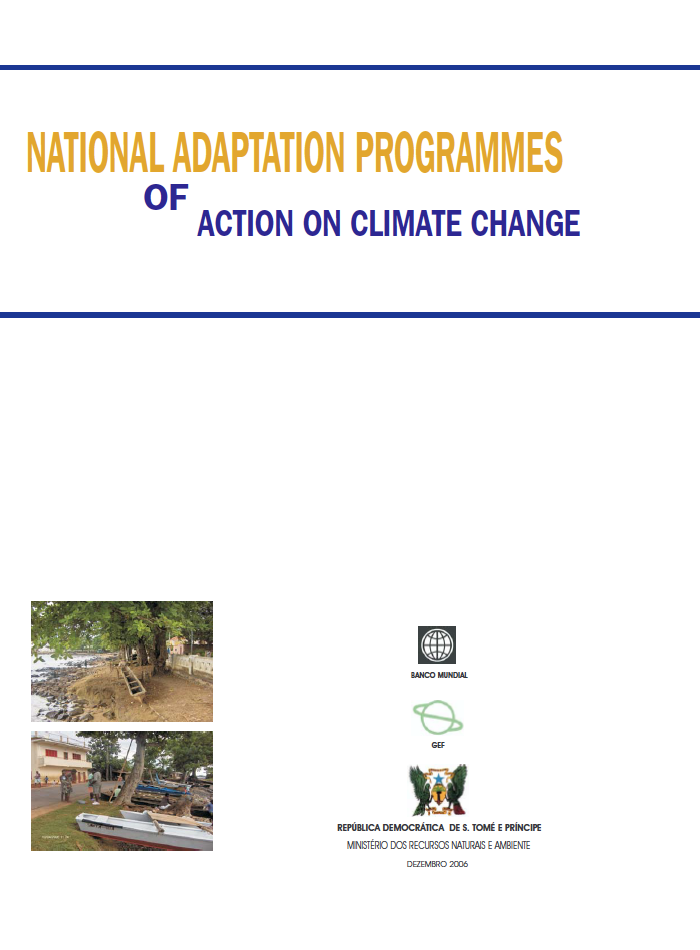 NATIONAL ADAPTATION PROGRAMMES
OF
ACTION ON CLIMATE CHANGE
BANCO MUNDIAL
GEF
REPÚBLICA DEMOCRÁTICA DE S. TOMÉ E PRÍNCIPE
MINISTÉRIO DOS RECURSOS NATURAIS E AMBIENTE
DEZEMBRO 2006